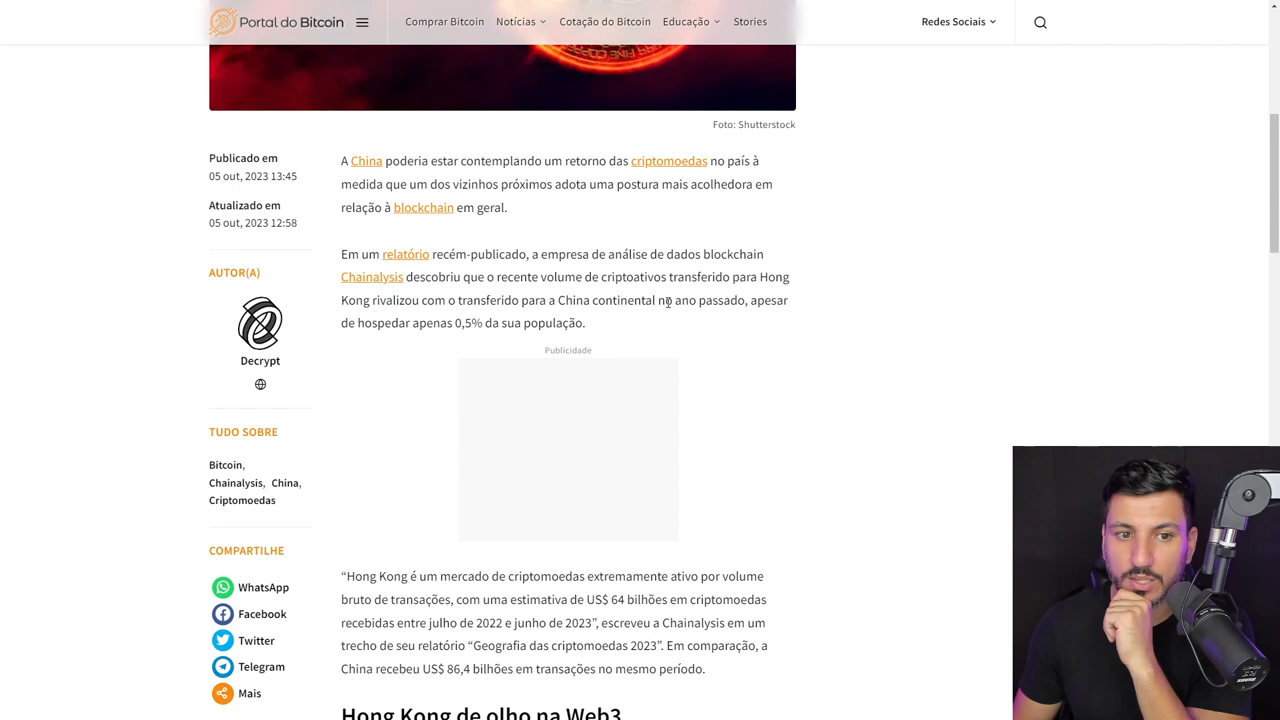 Portal do Bitcoin
Comprar Bitcoin Notícias Cotação do Bitcoin Educação Stories
Redes Sociais
Foto: Shutterstock
Publicado em
05 out, 2023 13:45
Atualizado em
05 out, 2023 12:58
AUTOR(A)
Decrypt
TUDO SOBRE
Bitcoin,
Chainalysis, China,
Criptomoedas
COMPARTILHE
WhatsApp
Facebook
Twitter
Telegram
Mais
A China poderia estar contemplando um retorno das criptomoedas no país à
medida que um dos vizinhos próximos adota uma postura mais acolhedora em
relação à blockchain em geral.
Em um relatório recém-publicado, a empresa de análise de dados blockchain
Chainalysis descobriu que o recente volume de criptoativos transferido para Hong
Kong rivalizou com o transferido para a China continental no ano passado, apesar
de hospedar apenas 0,5% da sua população.
Publicidade
“Hong Kong é um mercado de criptomoedas extremamente ativo por volume
bruto de transações, com uma estimativa de US$ 64 bilhões em criptomoedas
recebidas entre julho de 2022 e junho de 2023”, escreveu a Chainalysis em um
trecho de seu relatório “Geografia das criptomoedas 2023”. Em comparação, a
China recebeu US$ 86,4 bilhões em transações no mesmo período.
Hong Kong de olho na Web3